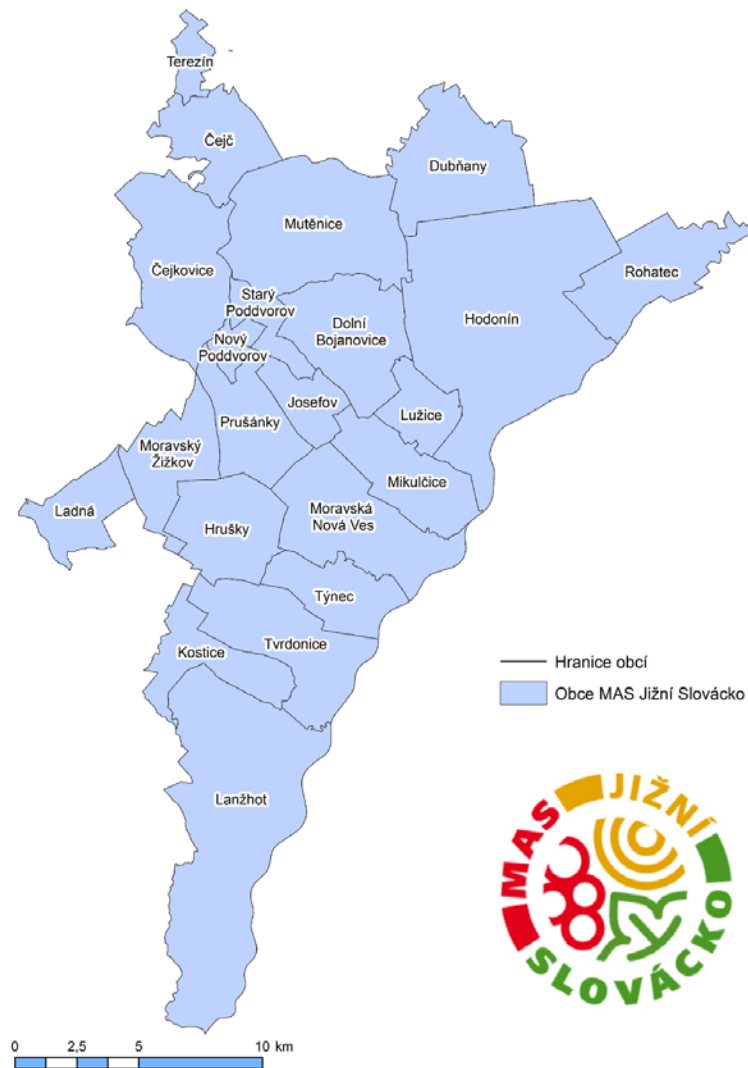 Terezín
Čejč
Dubňany
Mutěnice
Čejkovice
Rohatec
Starý
Poddvorov
Hodonín
Dolní
Bojanovice
Nový
Poddvorov
Josefov
Lužice
Prušánky
Moravský
Žižkov
Mikulčice
Ladná
Moravská
Nová Ves
Hrušky
Týnec
Tvrdonice
Kostice
Hranice obcí
Obce MAS Jižní Slovácko
Lanžhot
MAS JIŽNÍ
SLOVÁCKO
0 2,5 5 10 km